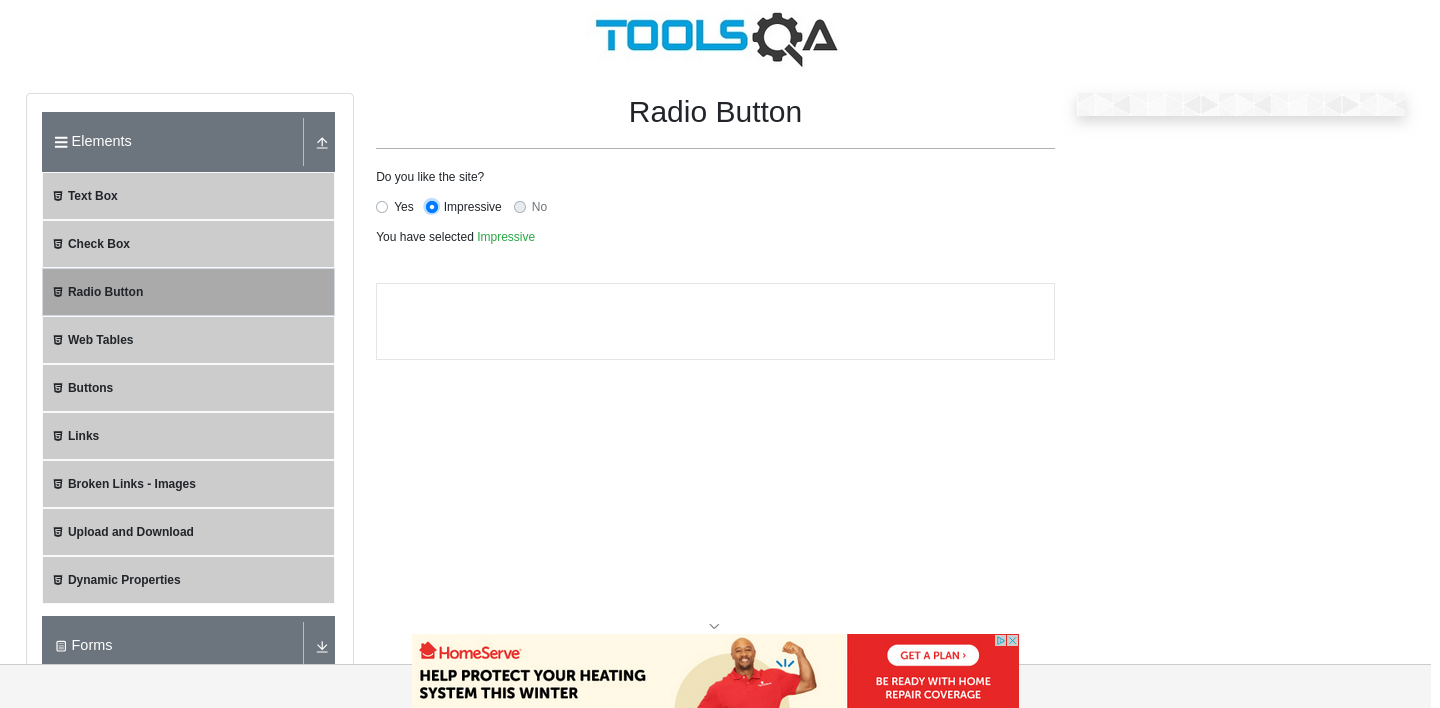 TOOLSQA
Elements
Text Box
Check Box
Radio Button
Web Tables
Buttons
Links
Broken Links - Images
Upload and Download
Dynamic Properties
Forms
Radio Button
Do you like the site?
Yes Impressive No
You have selected Impressive
HomeServe
HELP PROTECT YOUR HEATING
SYSTEM THIS WINTER
GET A PLAN ›
BE READY WITH HOME
REPAIR COVERAGE